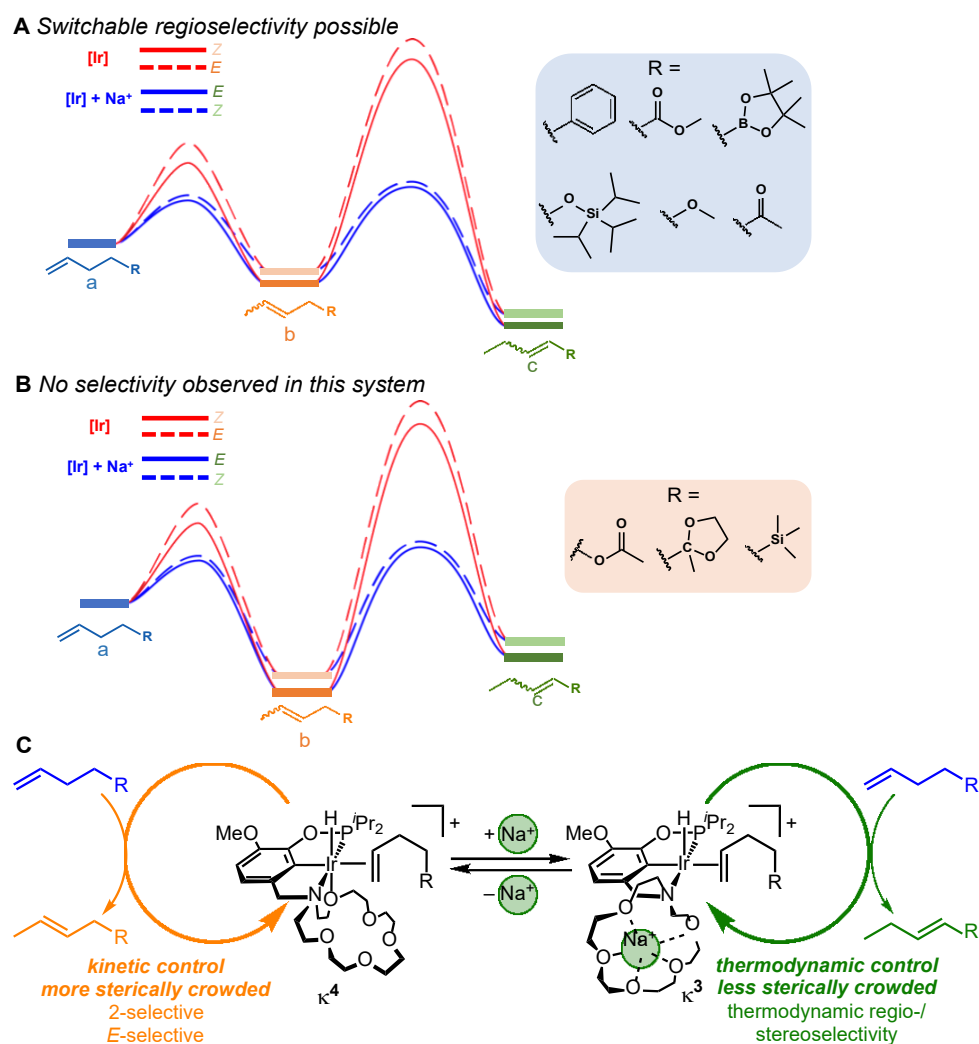 A Switchable regioselectivity possible
[Ir]
Z
E
[Ir] + Na⁺
E
Z
R
a
R
b
R
C
R =
O
O
O
B
O
O
Si
O
O
B No selectivity observed in this system
[Ir]
Z
E
[Ir] + Na⁺
E
Z
R
a
R
b
R
C
R =
O
O
O
C
O
Si
C
R
R
kinetic control
more sterically crowded
2-selective
E-selective
MeO
O
H
P
ⁱPr₂
Ir
N
O
O
O
O
O
R
+
κ⁴
+ Na⁺
– Na⁺
MeO
O
H
P
ⁱPr₂
Ir
N
O
O
O
O
O
Na⁺
R
+
κ³
R
R
thermodynamic control
less sterically crowded
thermodynamic regio-/
stereoselectivity